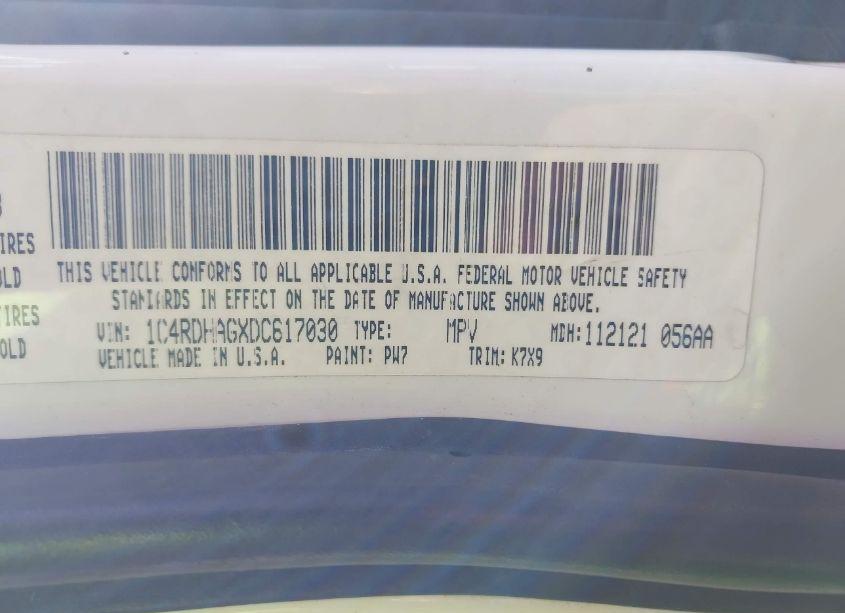 IRES
OLD
TIRES
OLD
THIS VEHICLE CONFORMS TO ALL APPLICABLE U.S.A. FEDERAL MOTOR VEHICLE SAFETY
STANDARDS IN EFFECT ON THE DATE OF MANUFACTURE SHOWN ABOVE.
VIN: 1C4RDHAGXDC617030 TYPE: MPV MDH:112121 056AA
VEHICLE MADE IN U.S.A. PAINT: PW7 TRIM: K7X9